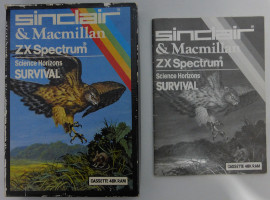 sinclair
& Macmillan
ZX Spectrum
Science Horizons
SURVIVAL
CASSETTE 48K RAM
sinclair
& Macmillan
ZX Spectrum
Science Horizons
SURVIVAL
CASSETTE 48K RAM